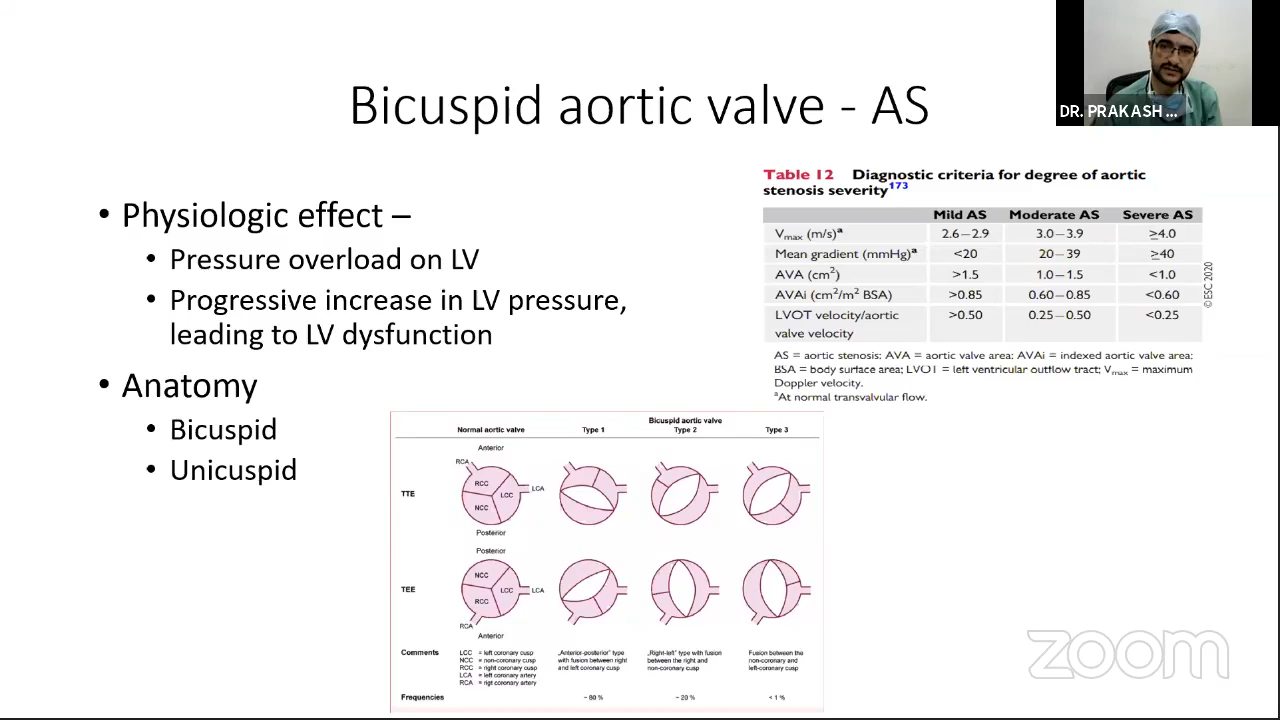 Bicuspid aortic valve - AS
DR. PRAKASH ...
• Physiologic effect –
• Pressure overload on LV
• Progressive increase in LV pressure,
leading to LV dysfunction
• Anatomy
• Bicuspid
• Unicuspid
Table 12 Diagnostic criteria for degree of aortic
stenosis severity173
Mild AS Moderate AS Severe AS
Vmax (m/s)a 2.6–2.9 3.0–3.9 ≥4.0
Mean gradient (mmHg)a <20 20–39 ≥40
AVA (cm2) >1.5 1.0–1.5 <1.0
AVAi (cm2/m2 BSA) >0.85 0.60–0.85 <0.60
LVOT velocity/aortic >0.50 0.25–0.50 <0.25
valve velocity
© ESC 2020
AS = aortic stenosis; AVA = aortic valve area; AVAi = indexed aortic valve area;
BSA = body surface area; LVOT = left ventricular outflow tract; Vmax = maximum
Doppler velocity.
aAt normal transvalvular flow.
Bicuspid aortic valve
Normal aortic valve Type 1 Type 2 Type 3
Anterior
RCA
RCC
LCA
TTE
LCC
NCC
Posterior
Posterior
NCC
TEE
LCC LCA
RCC
RCA
Anterior
Comments
LCC = left coronary cusp
NCC = non-coronary cusp
RCC = right coronary cusp
LCA = left coronary artery
RCA = rigt coronary artery
„Anterior-posterior” type
with fusion between right
and left coronary cusp
„Right-left” type with fusion
between the right and
non-coronary cusp
Fusion between the
non-coronary and
left-coronary cusp
Frequencies ~ 80 % ~ 20 % < 1 %
zoom